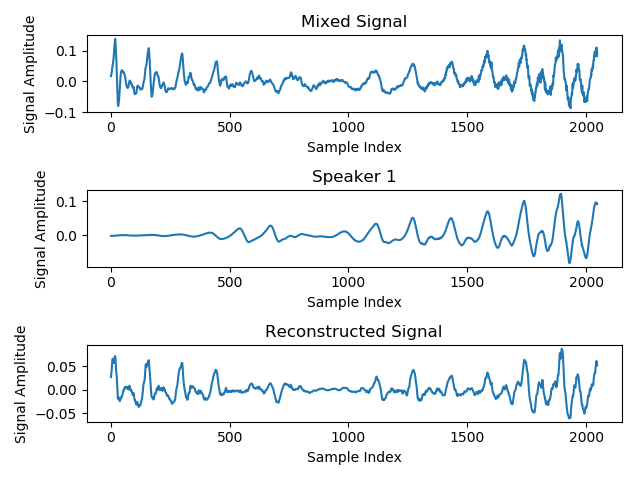 Mixed Signal
Signal Amplitude
0.1
0.0
−0.1
0 500 1000 1500 2000
Sample Index
Speaker 1
Signal Amplitude
0.1
0.0
0 500 1000 1500 2000
Sample Index
Reconstructed Signal
Signal Amplitude
0.05
0.00
−0.05
0 500 1000 1500 2000
Sample Index